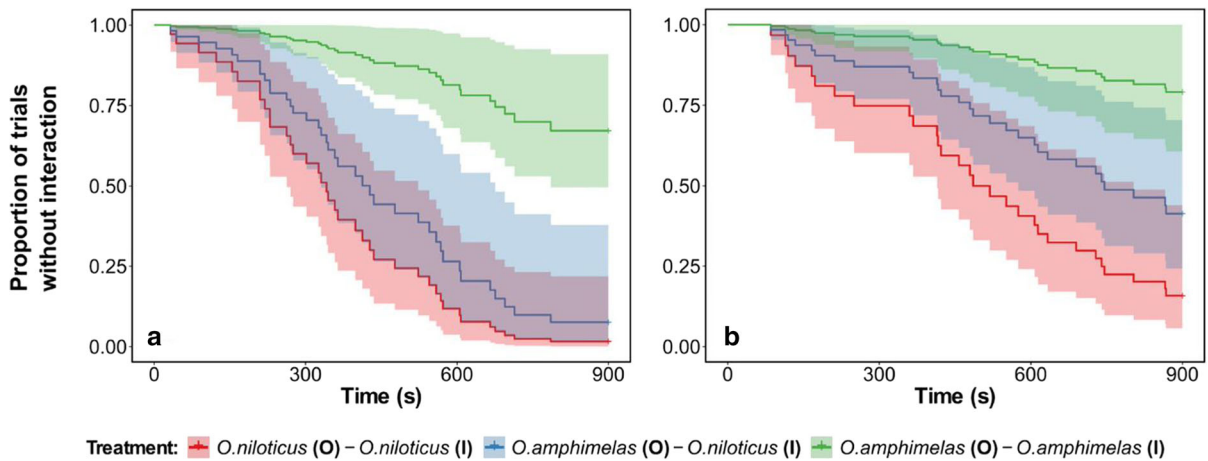 Proportion of trials
without interaction
1.00
0.75
0.50
0.25
0.00
a
0
300
600
900
Time (s)
1.00
0.75
0.50
0.25
0.00
b
0
300
600
900
Time (s)
Treatment: O.niloticus (O) – O.niloticus (I) O.amphimelas (O) – O.niloticus (I) O.amphimelas (O) – O.amphimelas (I)